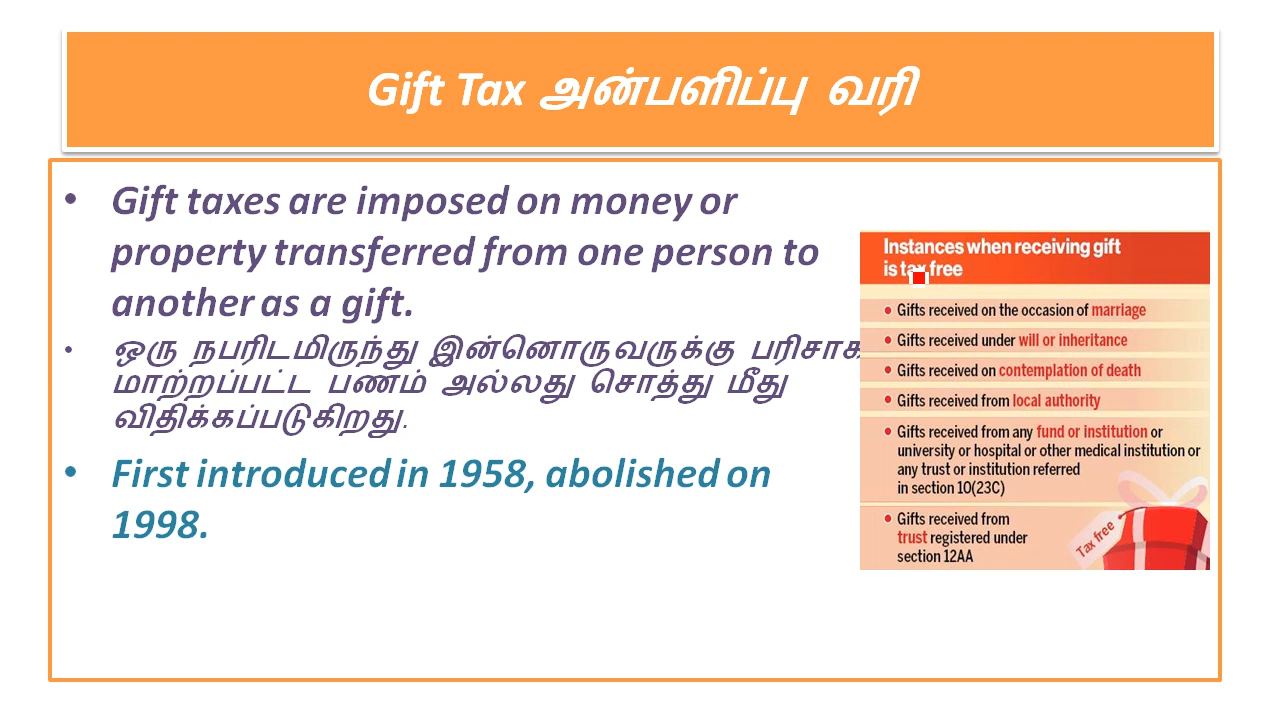 Gift Tax அன்பளிப்பு வரி
• Gift taxes are imposed on money or
property transferred from one person to
another as a gift.
• ஒரு நபரிடமிருந்து இன்னொருவருக்கு பரிசாக
மாற்றப்பட்ட பணம் அல்லது சொத்து மீது
விதிக்கப்படுகிறது.
• First introduced in 1958, abolished on
1998.
Instances when receiving gift
is tax free
• Gifts received on the occasion of marriage
• Gifts received under will or inheritance
• Gifts received on contemplation of death
• Gifts received from local authority
• Gifts received from any fund or institution or
university or hospital or other medical institution or
any trust or institution referred
in section 10(23C)
• Gifts received from
trust registered under
section 12AA
Tax free